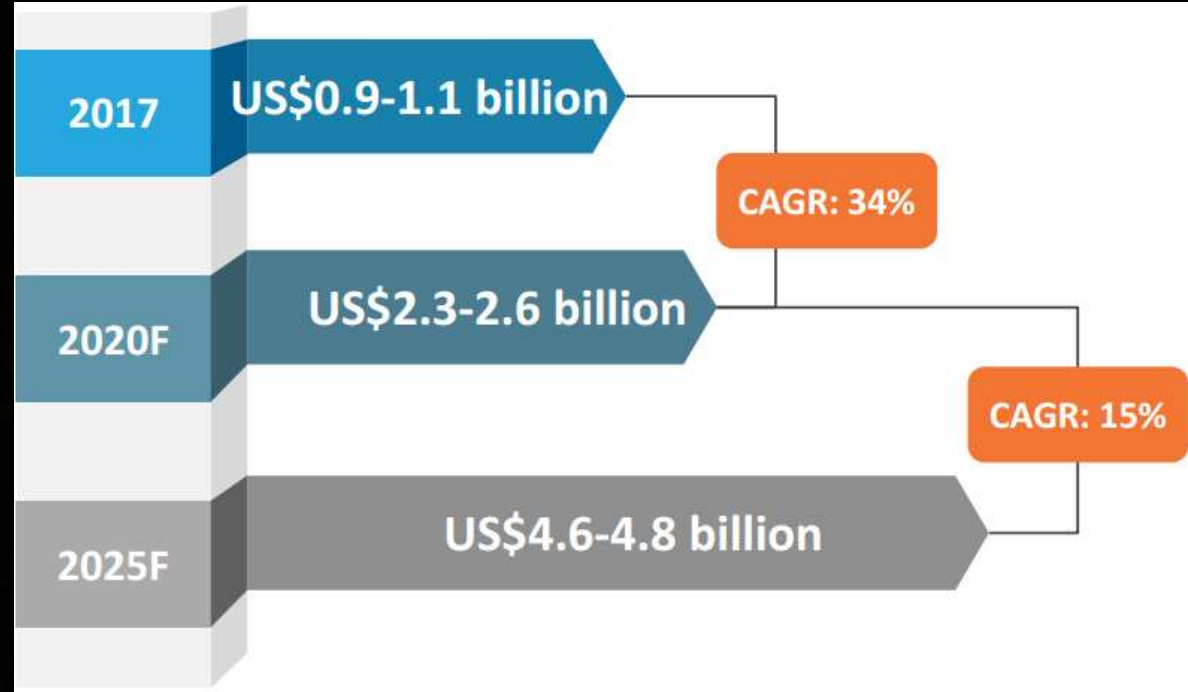 2017
US$0.9-1.1 billion
CAGR: 34%
2020F
US$2.3-2.6 billion
CAGR: 15%
2025F
US$4.6-4.8 billion